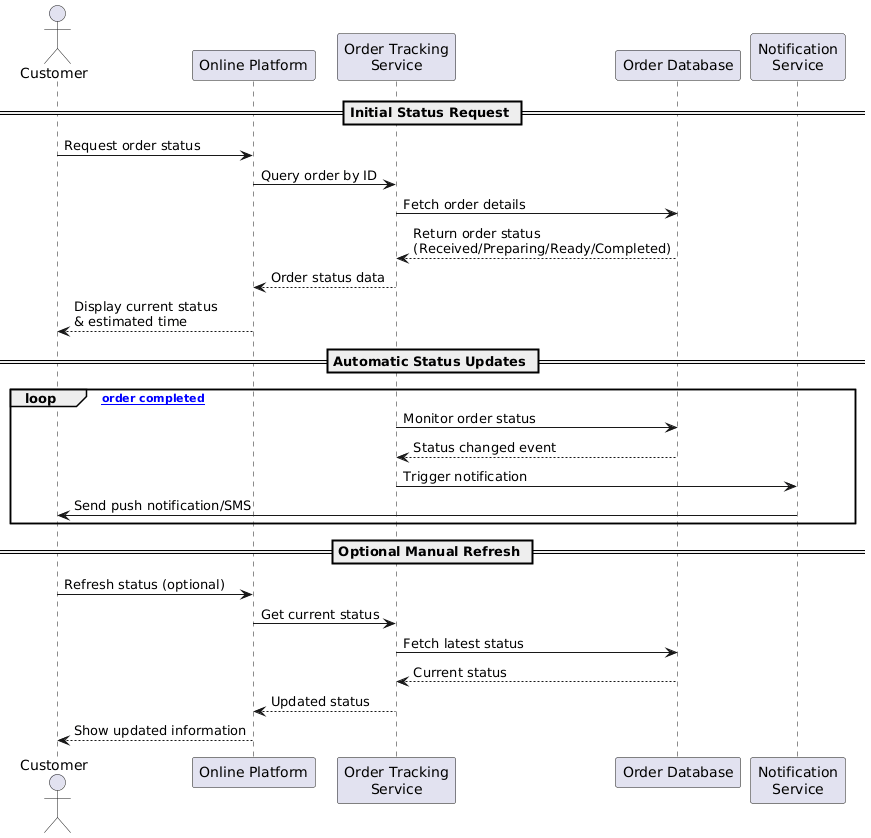 Customer
Online Platform
Order Tracking
Service
Order Database
Notification
Service
Initial Status Request
Request order status
Query order by ID
Fetch order details
Return order status
(Received/Preparing/Ready/Completed)
Order status data
Display current status
& estimated time
Automatic Status Updates
loop
order completed
Monitor order status
Status changed event
Trigger notification
Send push notification/SMS
Optional Manual Refresh
Refresh status (optional)
Get current status
Fetch latest status
Current status
Updated status
Show updated information
Customer
Online Platform
Order Tracking
Service
Order Database
Notification
Service